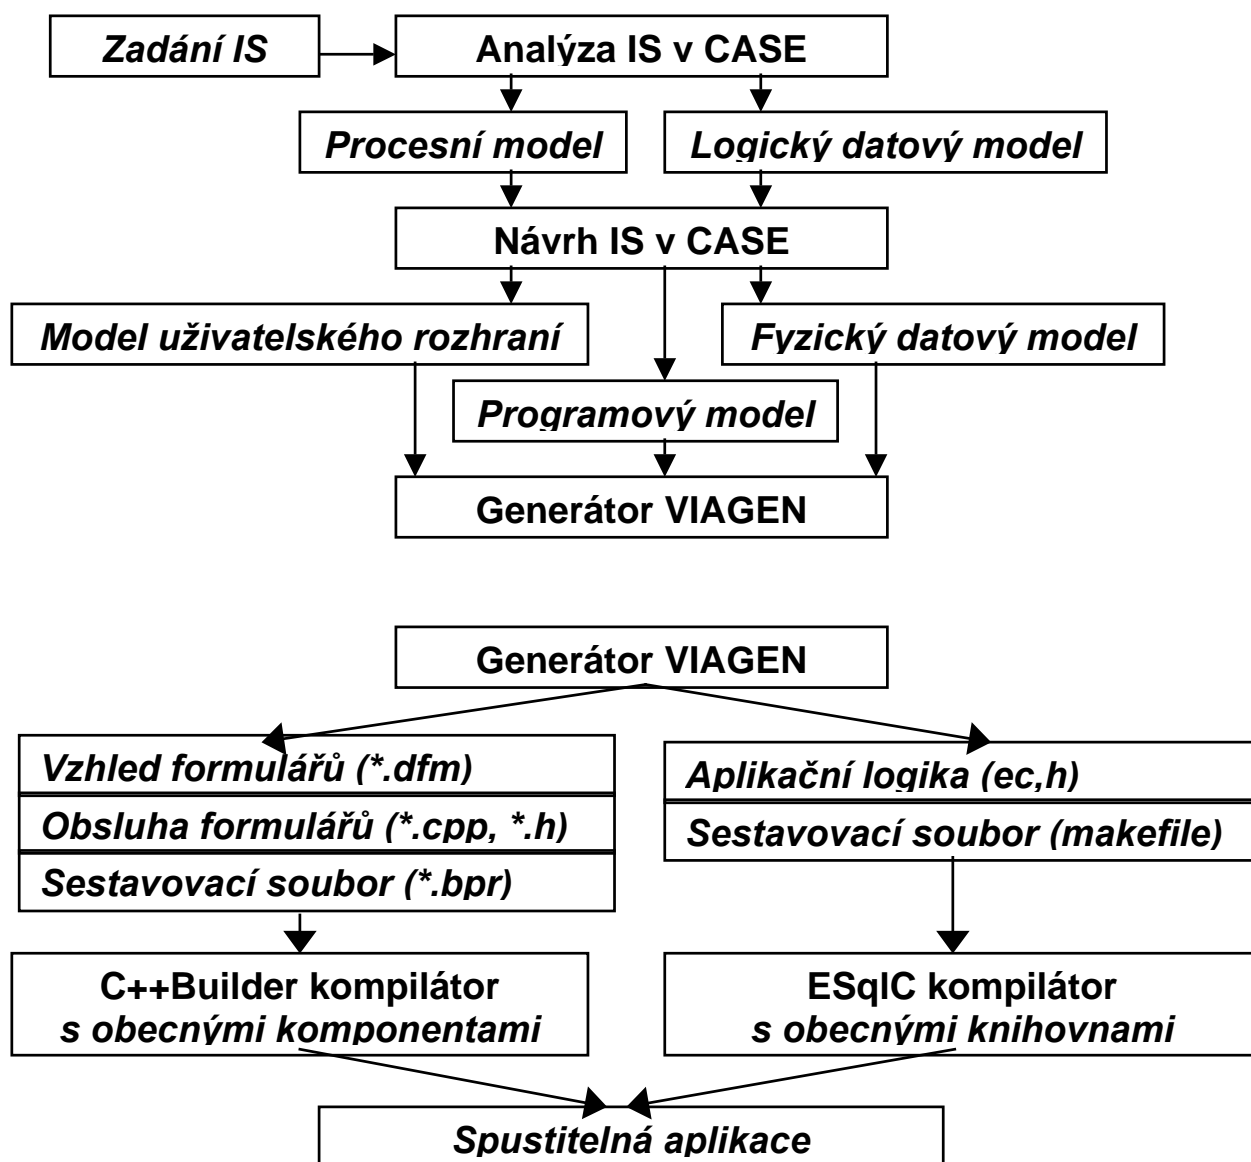 Zadání IS
Analýza IS v CASE
Procesní model
Logický datový model
Návrh IS v CASE
Model uživatelského rozhraní
Fyzický datový model
Programový model
Generátor VIAGEN
Generátor VIAGEN
Vzhled formulářů (*.dfm)
Obsluha formulářů (*.cpp, *.h)
Sestavovací soubor (*.bpr)
Aplikační logika (ec,h)
Sestavovací soubor (makefile)
C++Builder kompilátor
s obecnými komponentami
ESqlC kompilátor
s obecnými knihovnami
Spustitelná aplikace